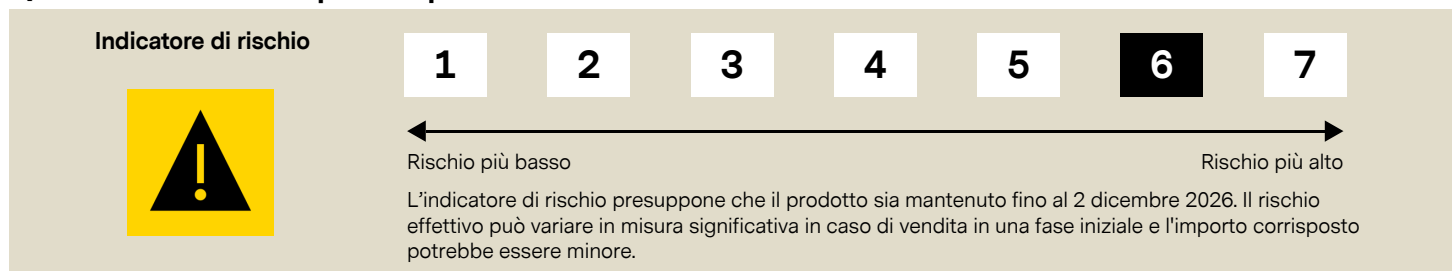 Indicatore di rischio
1 2 3 4 5 6 7
Rischio più basso Rischio più alto
L'indicatore di rischio presuppone che il prodotto sia mantenuto fino al 2 dicembre 2026. Il rischio
effettivo può variare in misura significativa in caso di vendita in una fase iniziale e l'importo corrisposto
potrebbe essere minore.